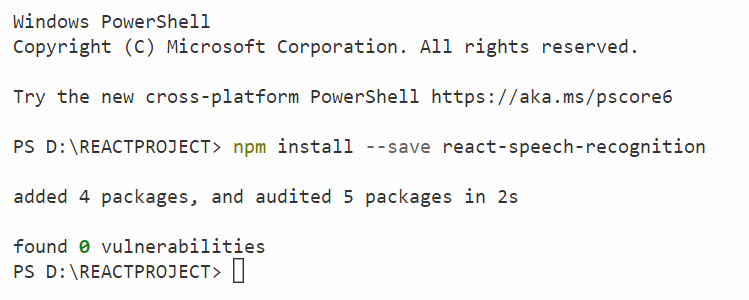 Windows PowerShell
Copyright (C) Microsoft Corporation. All rights reserved.
Try the new cross-platform PowerShell https://aka.ms/pscore6
PS D:\REACTPROJECT> npm install --save react-speech-recognition
added 4 packages, and audited 5 packages in 2s
found 0 vulnerabilities
PS D:\REACTPROJECT>